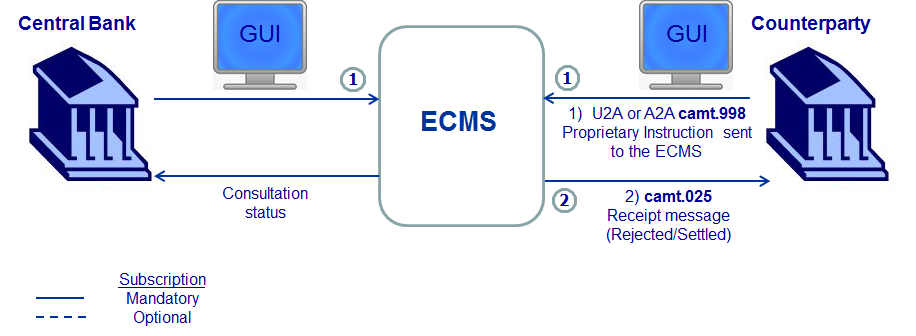 Central Bank
GUI
GUI
Counterparty
1
1
ECMS
1) U2A or A2A camt.998
Proprietary Instruction sent
to the ECMS
Consultation
status
2
2) camt.025
Receipt message
(Rejected/Settled)
Subscription
Mandatory
Optional